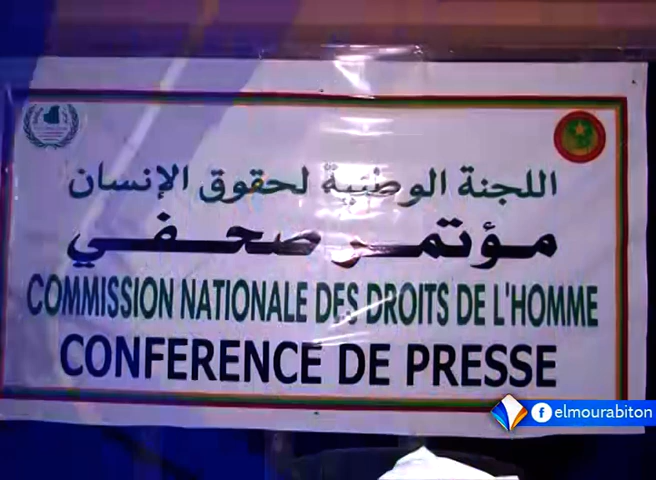 اللجنة الوطنية لحقوق الإنسان
مؤتمر صحفي
COMMISSION NATIONALE DES DROITS DE L'HOMME
CONFERENCE DE PRESSE
elmourabiton